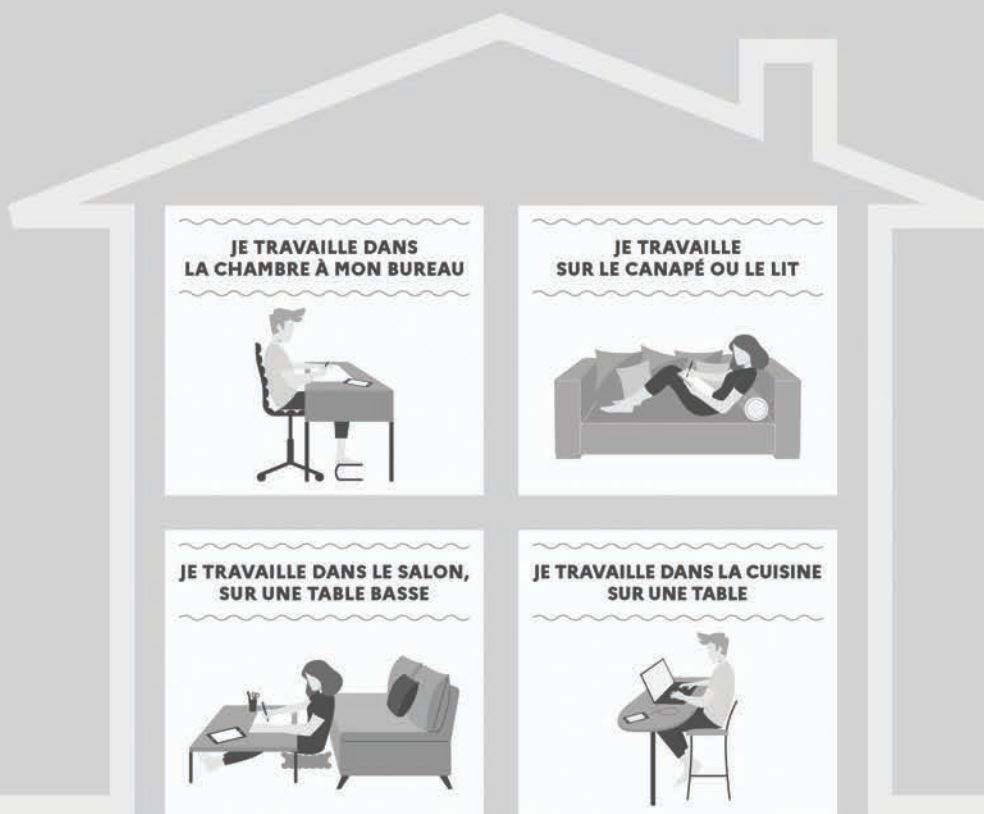 JE TRAVAILLE DANS
LA CHAMBRE À MON BUREAU
JE TRAVAILLE
SUR LE CANAPÉ OU LE LIT
JE TRAVAILLE DANS LE SALON,
SUR UNE TABLE BASSE
JE TRAVAILLE DANS LA CUISINE
SUR UNE TABLE